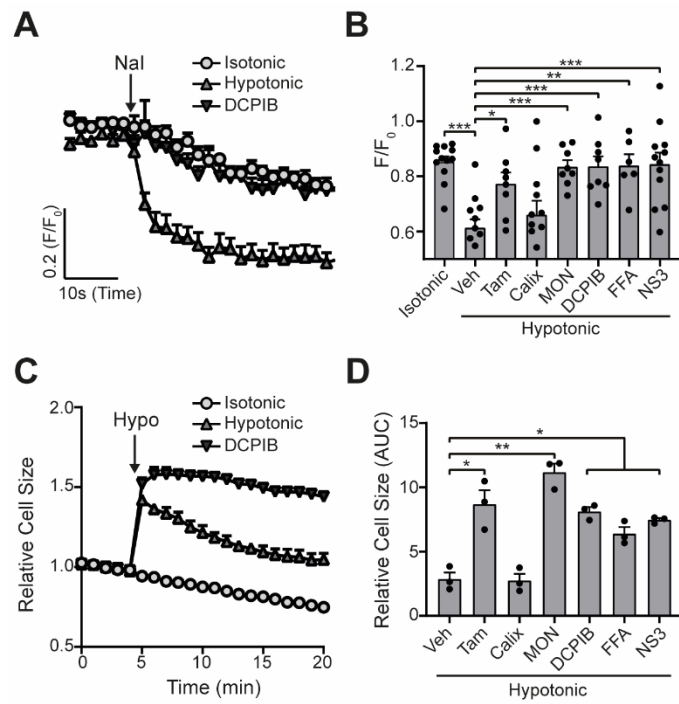 A
NaI
Isotonic
Hypotonic
DCPIB
0.2 (F/F0)
10s (Time)
B
F/F0
1.2
1.0
0.8
0.6
***
**
***
***
*
***
Isotonic
Veh
Tam
Calix
MON
DCPIB
FFA
NS3
Hypotonic
C
Relative Cell Size
2.0
1.5
1.0
0.5
Hypo
Isotonic
Hypotonic
DCPIB
0
5
10
15
20
Time (min)
D
Relative Cell Size (AUC)
15
10
5
0
*
**
*
Veh
Tam
Calix
MON
DCPIB
FFA
NS3
Hypotonic